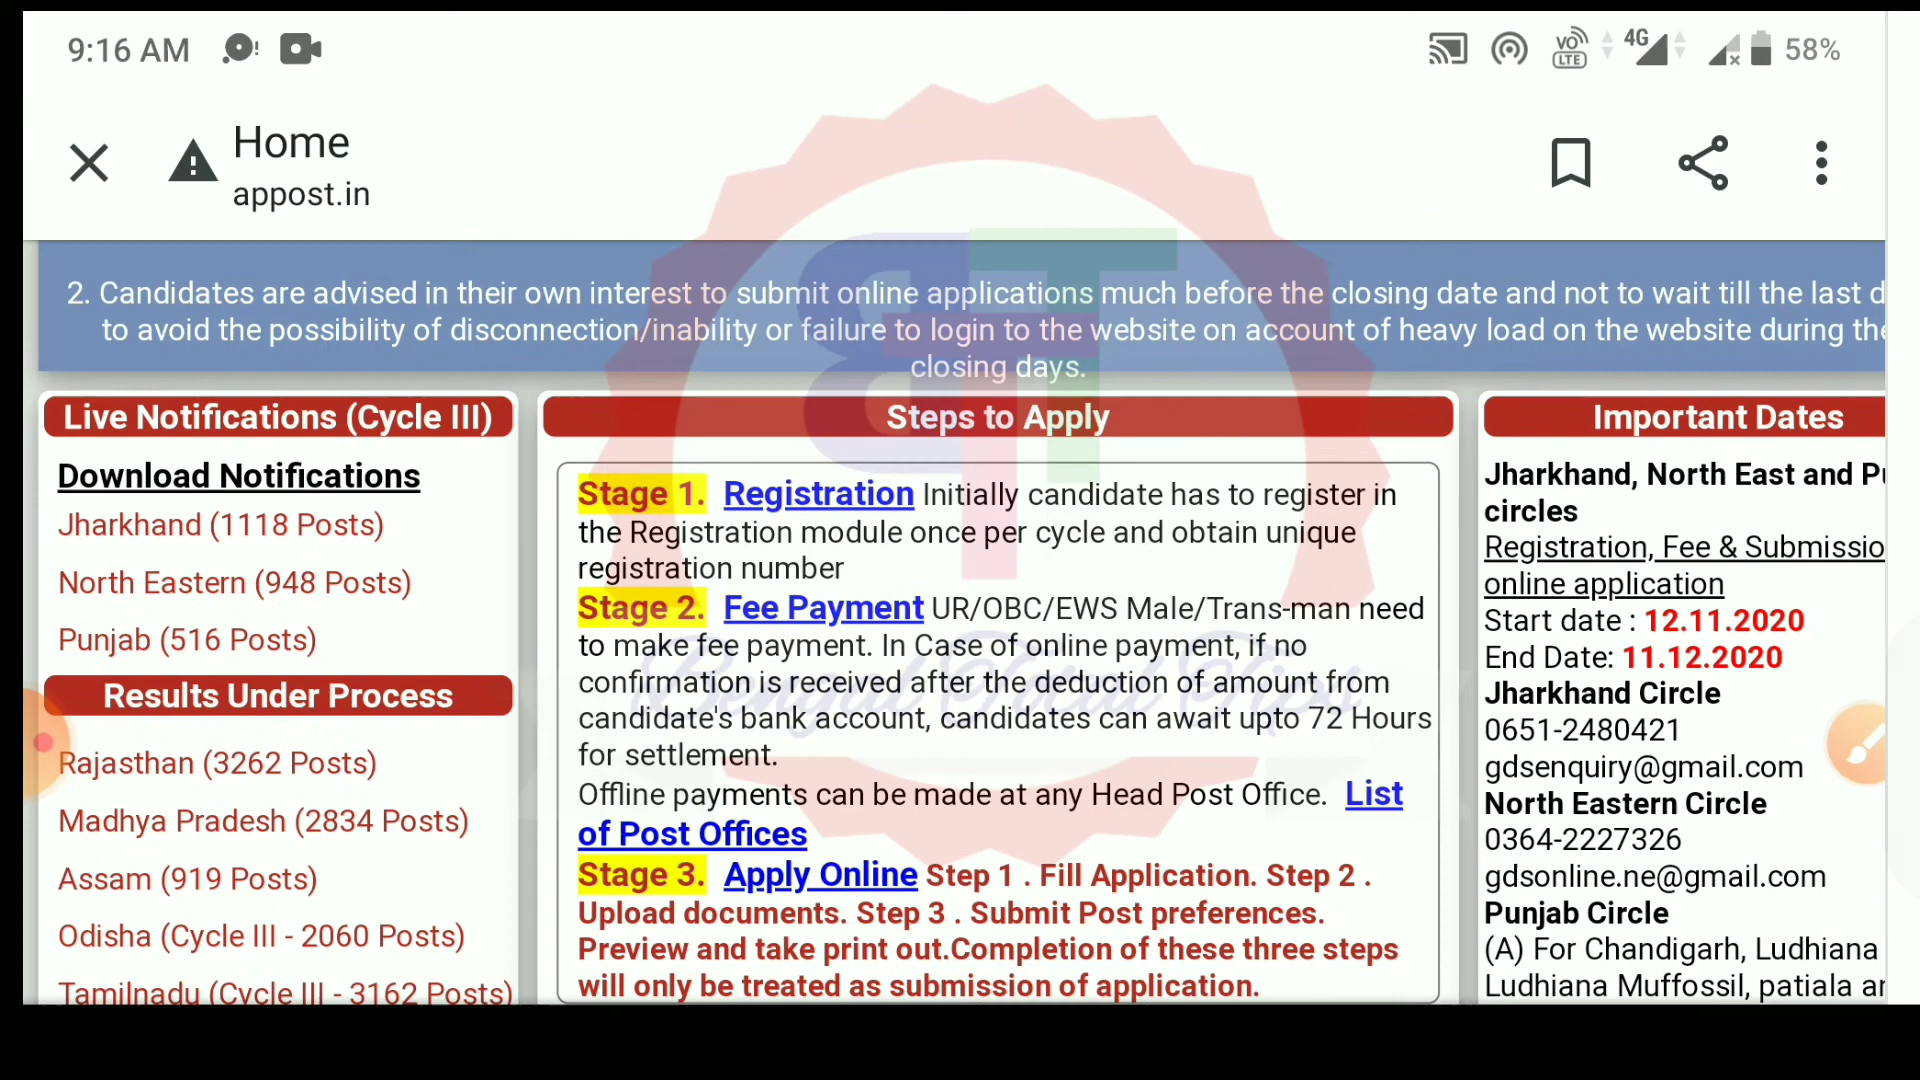 9:16 AM
VO LTE 4G 58%
Home
appost.in
2. Candidates are advised in their own interest to submit online applications much before the closing date and not to wait till the last d
to avoid the possibility of disconnection/inability or failure to login to the website on account of heavy load on the website during the
closing days.
Live Notifications (Cycle III)
Download Notifications
Jharkhand (1118 Posts)
North Eastern (948 Posts)
Punjab (516 Posts)
Results Under Process
Rajasthan (3262 Posts)
Madhya Pradesh (2834 Posts)
Assam (919 Posts)
Odisha (Cycle III - 2060 Posts)
Tamilnadu (Cycle III - 3162 Posts)
Steps to Apply
Stage 1. Registration Initially candidate has to register in
the Registration module once per cycle and obtain unique
registration number
Stage 2. Fee Payment UR/OBC/EWS Male/Trans-man need
to make fee payment. In Case of online payment, if no
confirmation is received after the deduction of amount from
candidate's bank account, candidates can await upto 72 Hours
for settlement.
Offline payments can be made at any Head Post Office. List
of Post Offices
Stage 3. Apply Online Step 1 . Fill Application. Step 2 .
Upload documents. Step 3 . Submit Post preferences.
Preview and take print out.Completion of these three steps
will only be treated as submission of application.
Important Dates
Jharkhand, North East and Pu
circles
Registration, Fee & Submissio
online application
Start date : 12.11.2020
End Date: 11.12.2020
Jharkhand Circle
0651-2480421
gdsenquiry@gmail.com
North Eastern Circle
0364-2227326
gdsonline.ne@gmail.com
Punjab Circle
(A) For Chandigarh, Ludhiana
Ludhiana Muffossil, patiala ar
BTT
Bengal Total Tips